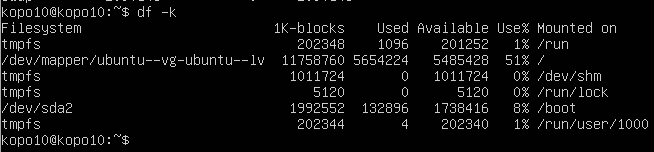 kopo10@kopo10:~$ df -k
Filesystem 1K-blocks Used Available Use% Mounted on
tmpfs 202348 1096 201252 1% /run
/dev/mapper/ubuntu--vg-ubuntu--lv 11758760 5654224 5485428 51% /
tmpfs 1011724 0 1011724 0% /dev/shm
tmpfs 5120 0 5120 0% /run/lock
/dev/sda2 1992552 132896 1738416 8% /boot
tmpfs 202344 4 202340 1% /run/user/1000
kopo10@kopo10:~$